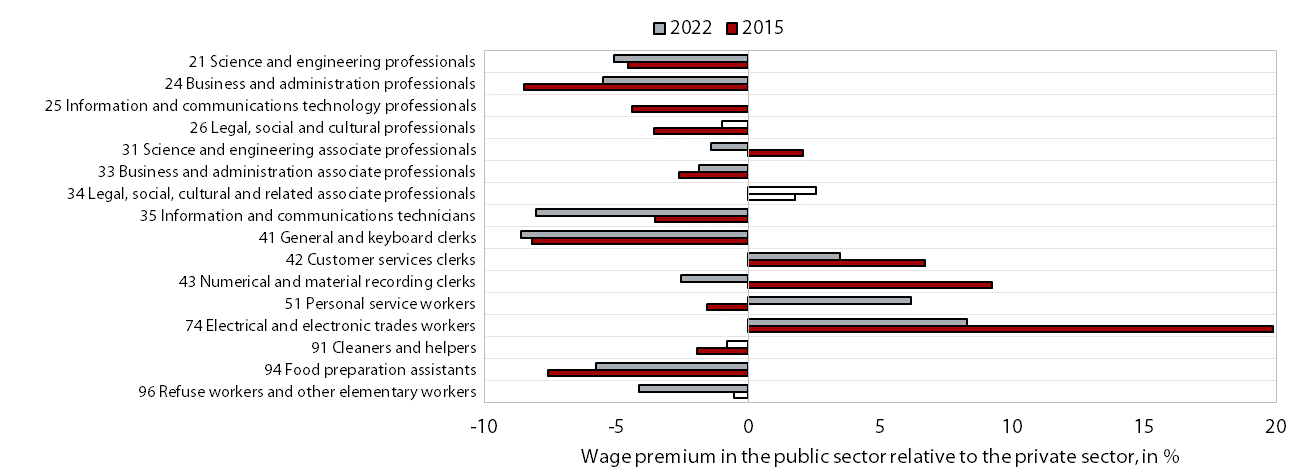 2022 2015
21 Science and engineering professionals
24 Business and administration professionals
25 Information and communications technology professionals
26 Legal, social and cultural professionals
31 Science and engineering associate professionals
33 Business and administration associate professionals
34 Legal, social, cultural and related associate professionals
35 Information and communications technicians
41 General and keyboard clerks
42 Customer services clerks
43 Numerical and material recording clerks
51 Personal service workers
74 Electrical and electronic trades workers
91 Cleaners and helpers
94 Food preparation assistants
96 Refuse workers and other elementary workers
-10 -5 0 5 10 15 20
Wage premium in the public sector relative to the private sector, in %